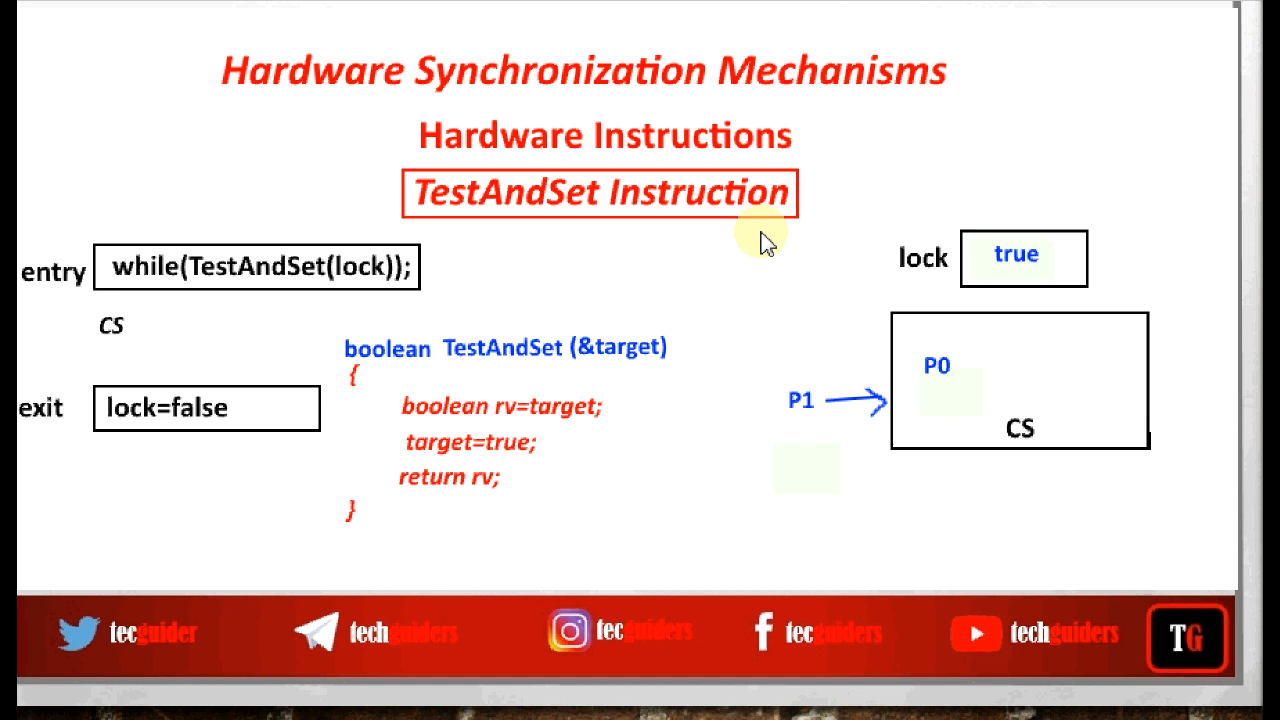 Hardware Synchronization Mechanisms
Hardware Instructions
TestAndSet Instruction
entry while(TestAndSet(lock));
lock true
CS
boolean TestAndSet (&target)
{
boolean rv=target;
target=true;
return rv;
}
exit lock=false
P0
P1
CS
tecguider
techguiders
tecguiders
tecguiders
techguiders
TG